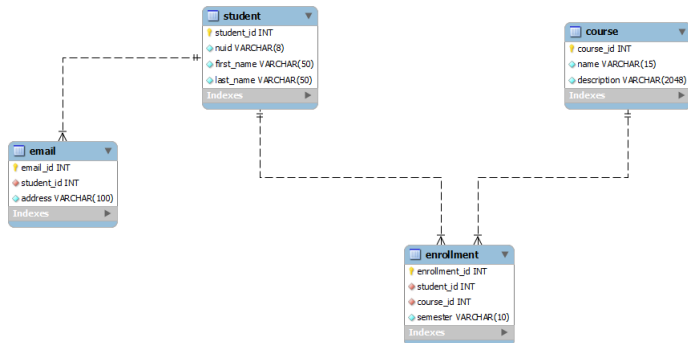 student
student_id INT
nuid VARCHAR(8)
first_name VARCHAR(50)
last_name VARCHAR(50)
Indexes
course
course_id INT
name VARCHAR(15)
description VARCHAR(2048)
Indexes
email
email_id INT
student_id INT
address VARCHAR(100)
Indexes
enrollment
enrollment_id INT
student_id INT
course_id INT
semester VARCHAR(10)
Indexes